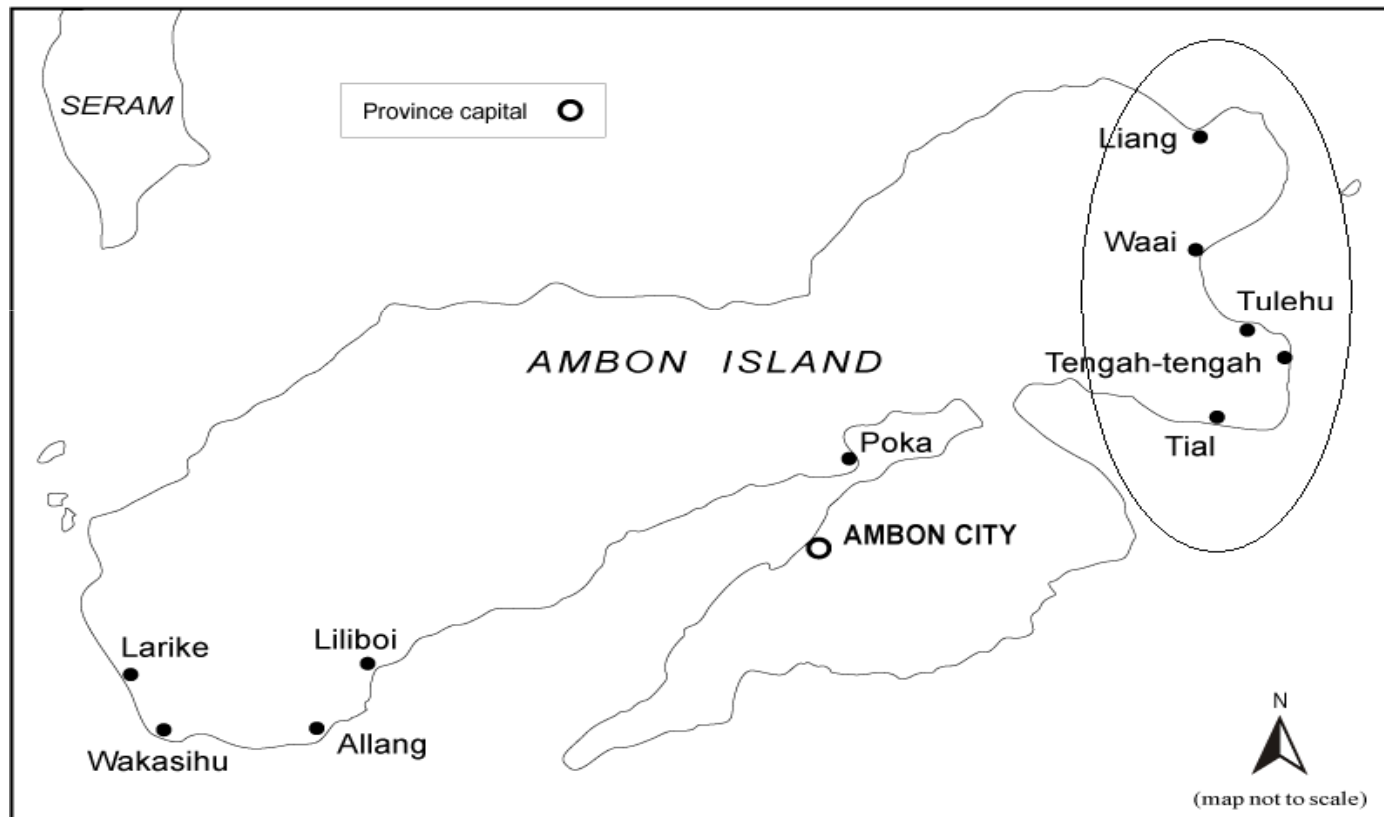 SERAM
Province capital
Liang
Waai
Tulehu
AMBON ISLAND
Tengah-tengah
Poka
Tial
AMBON CITY
Larike
Liliboi
Wakasihu
Allang
N
(map not to scale)